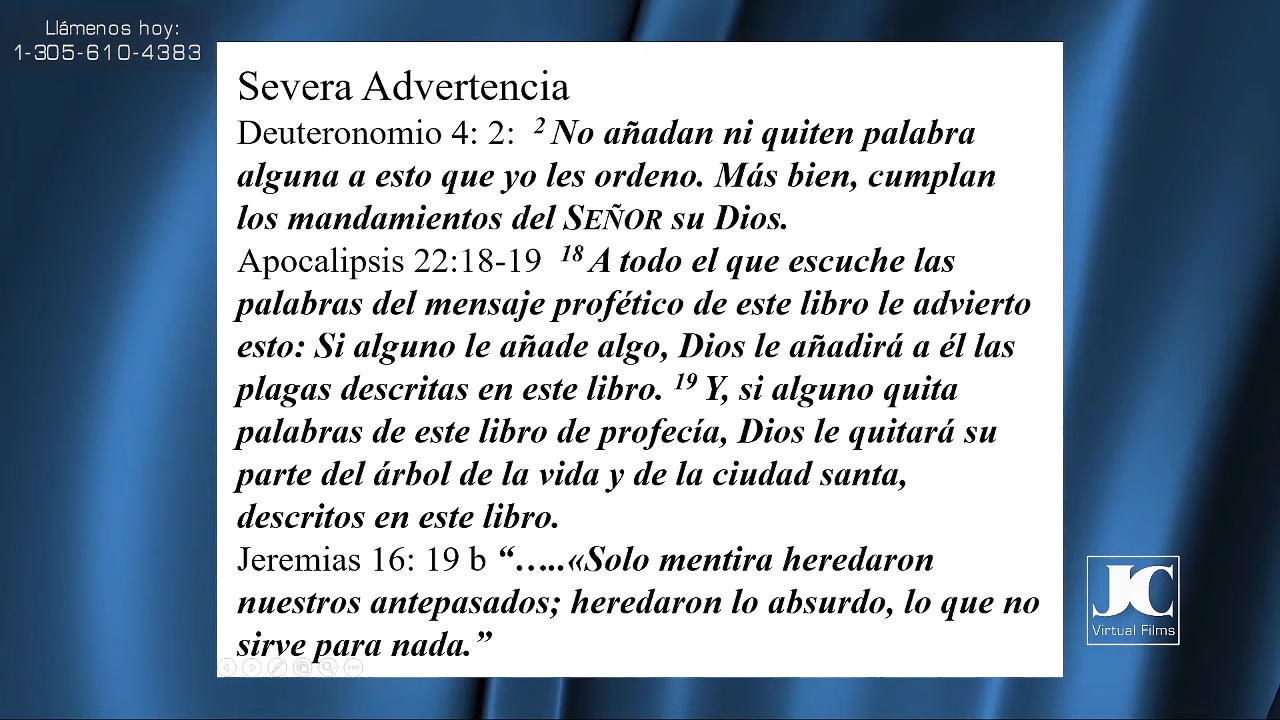 Llámenos hoy:
1-305-610-4383
Severa Advertencia
Deuteronomio 4: 2: 2 No añadan ni quiten palabra
alguna a esto que yo les ordeno. Más bien, cumplan
los mandamientos del SEÑOR su Dios.
Apocalipsis 22:18-19 18 A todo el que escuche las
palabras del mensaje profético de este libro le advierto
esto: Si alguno le añade algo, Dios le añadirá a él las
plagas descritas en este libro. 19 Y, si alguno quita
palabras de este libro de profecía, Dios le quitará su
parte del árbol de la vida y de la ciudad santa,
descritos en este libro.
Jeremias 16: 19 b “…..«Solo mentira heredaron
nuestros antepasados; heredaron lo absurdo, lo que no
sirve para nada.”
JC
Virtual Films